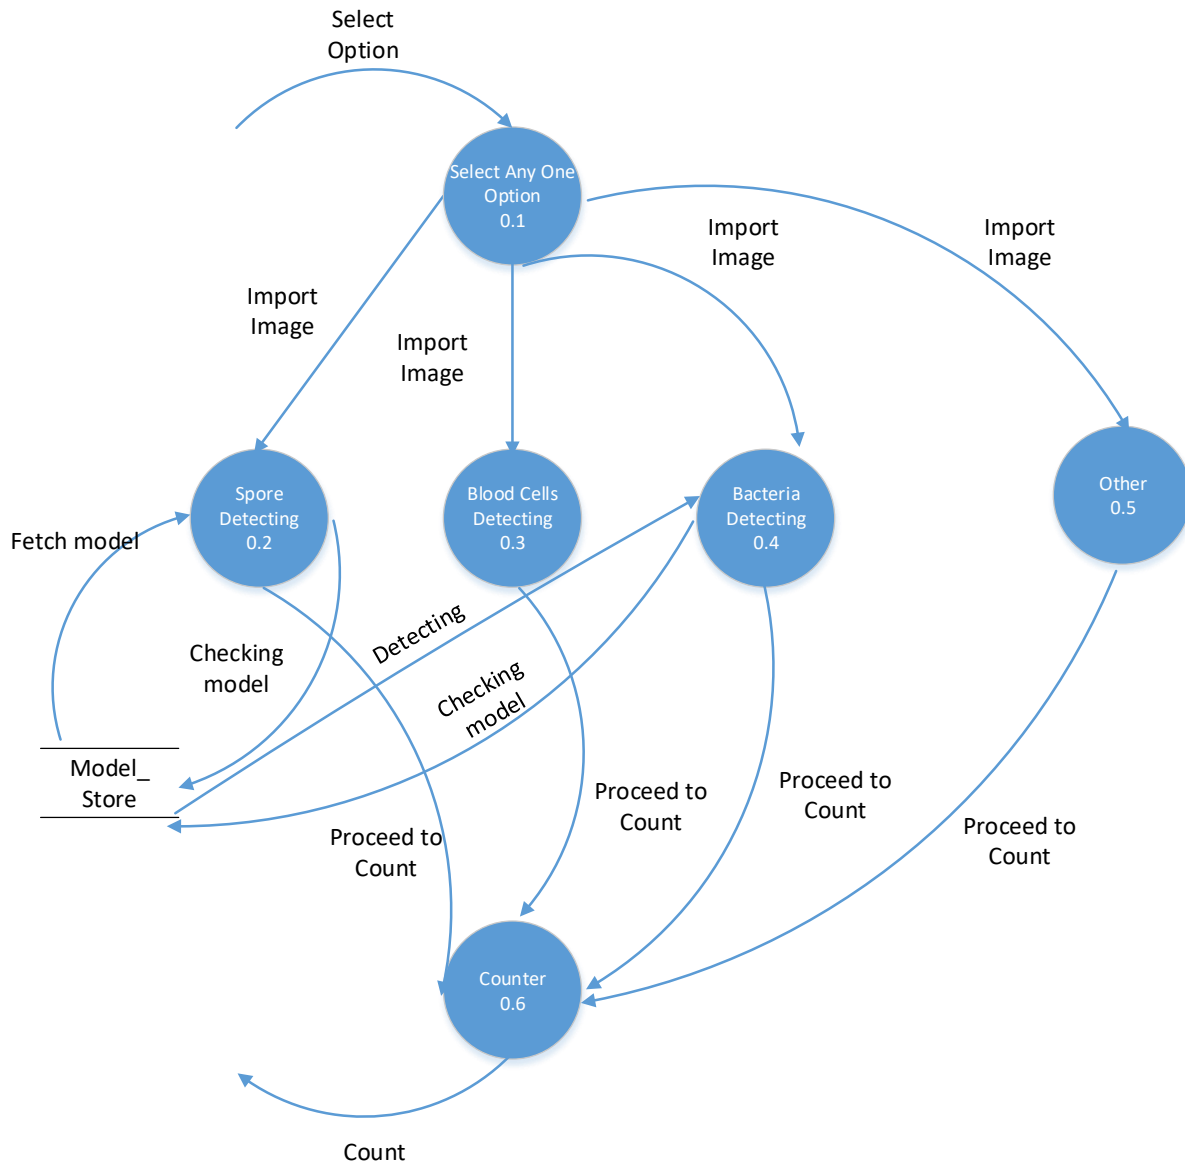 Select
Option
Select Any One
Option
0.1
Import
Image
Import
Image
Import
Image
Import
Image
Spore
Detecting
0.2
Blood Cells
Detecting
0.3
Bacteria
Detecting
0.4
Other
0.5
Fetch model
Detecting
Checking
model
Checking
model
Model_
Store
Proceed to
Count
Proceed to
Count
Proceed to
Count
Proceed to
Count
Counter
0.6
Count